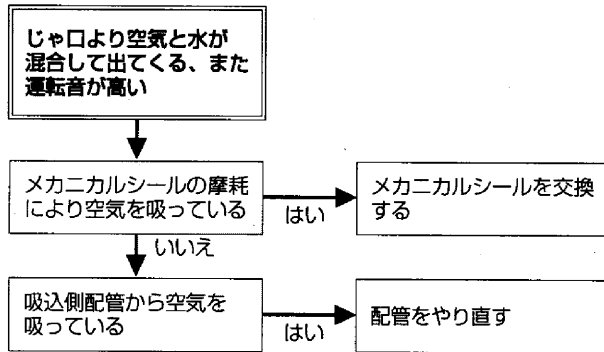 じゃ口より空気と水が
混合して出てくる、また
運転音が高い
メカニカルシールの摩耗
により空気を吸っている
はい
メカニカルシールを交換
する
いいえ
吸込側配管から空気を
吸っている
はい
配管をやり直す